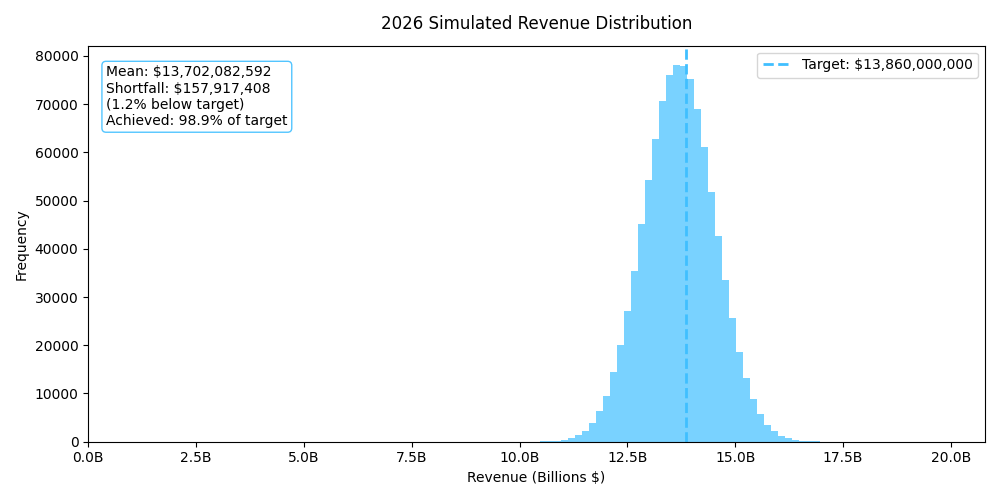 2026 Simulated Revenue Distribution
Mean: $13,702,082,592
Shortfall: $157,917,408
(1.2% below target)
Achieved: 98.9% of target
Target: $13,860,000,000
80000
70000
60000
50000
40000
30000
20000
10000
0
Frequency
0.0B 2.5B 5.0B 7.5B 10.0B 12.5B 15.0B 17.5B 20.0B
Revenue (Billions $)